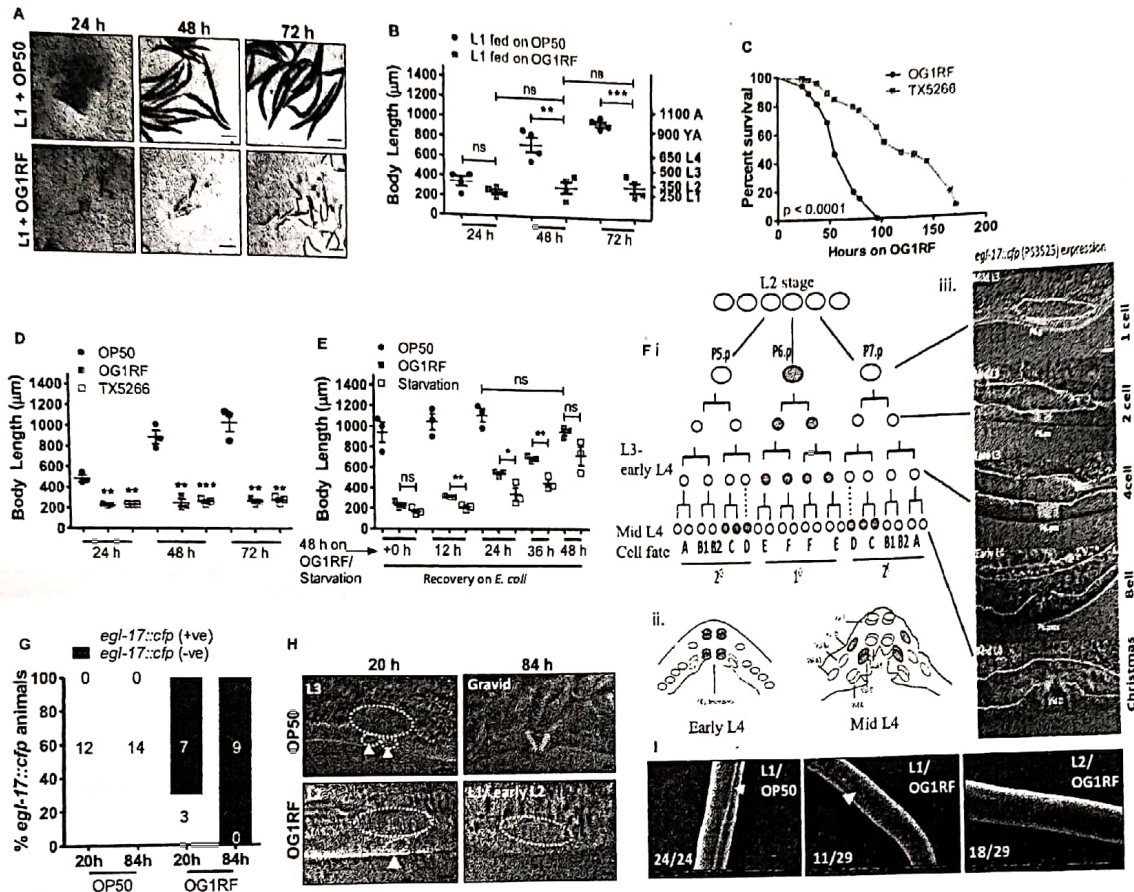 A
24 h
48 h
72 h
L1 + OP50
L1 + OG1RF
B
L1 fed on OP50
L1 fed on OG1RF
Body Length (µm)
1400
1200
1000
800
600
400
200
0
ns
ns
**
ns
***
1100 A
900 YA
650 L4
500 L3
350 L2
250 L1
24 h
48 h
72 h
C
OG1RF
TX5266
Percent survival
100
80
60
40
20
0
p < 0.0001
0
50
100
150
200
Hours on OG1RF
D
OP50
OG1RF
TX5266
Body Length (µm)
1400
1200
1000
800
600
400
200
0
**
**
**
***
**
**
24 h
48 h
72 h
E
OP50
OG1RF
Starvation
Body Length (µm)
1400
1200
1000
800
600
400
200
0
ns
**
*
**
ns
ns
48 h on
OG1RF/
Starvation
+0 h
12 h
24 h
36 h
48 h
Recovery on E. coli
F i
L2 stage
P5.p
P6.p
P7.p
L3-
early L4
Mid L4
Cell fate
A B1 B2 C D E F F E D C B1 B2 A
2°
1°
2°
ii.
Early L4
Mid L4
iii.
egl-17::cfp (PS3525) expression
Mid L3
1 cell
2 cell
4cell
Early L4
Bell
Christmas
G
egl-17::cfp (+ve)
egl-17::cfp (-ve)
% egl-17::cfp animals
100
80
60
40
20
0
0
0
12
14
7
9
3
0
20h
84h
20h
84h
OP50
OG1RF
H
20 h
84 h
OP50
OG1RF
L3
Gravid
L1/ early L2
I
L1/
OP50
24/24
L1/
OG1RF
11/29
L2/
OG1RF
18/29